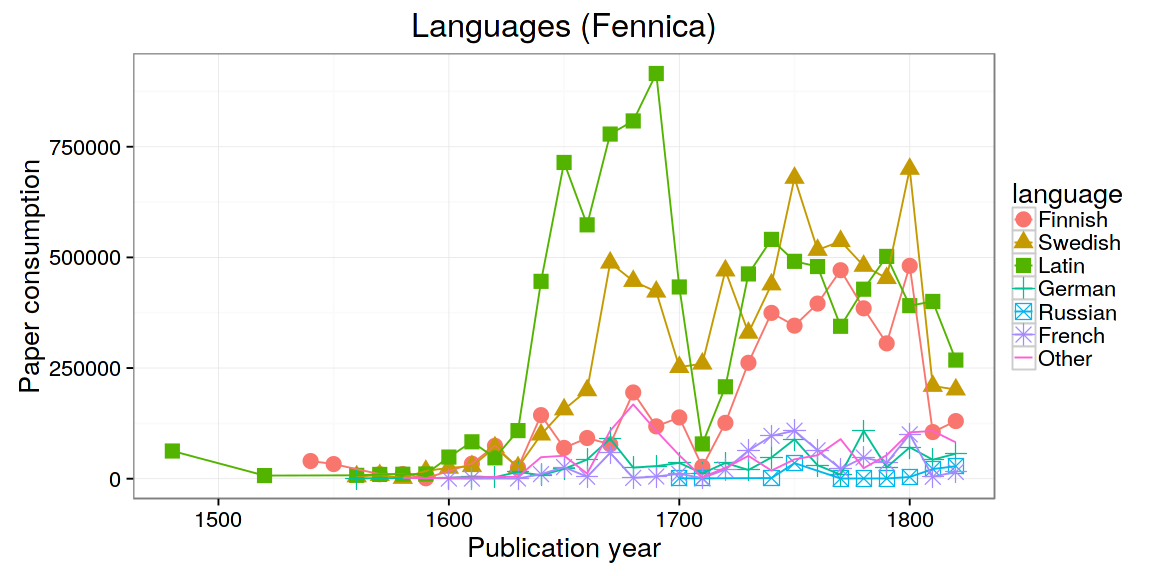 Languages (Fennica)
Paper consumption
750000
500000
250000
0
1500
1600
1700
1800
Publication year
language
Finnish
Swedish
Latin
German
Russian
French
Other